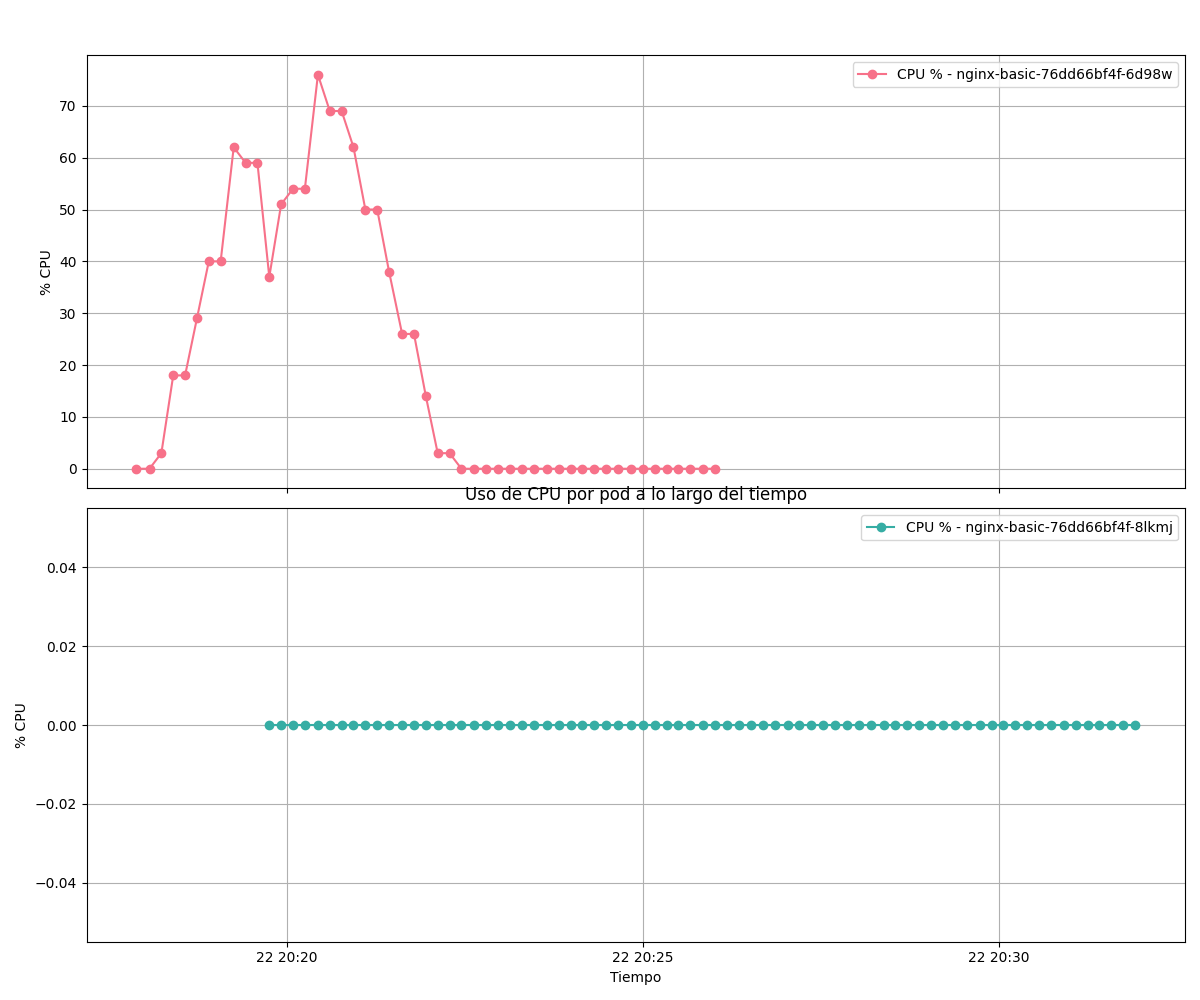 CPU % - nginx-basic-76dd66bf4f-6d98w
70
60
50
40
30
20
10
0
% CPU
Uso de CPU por pod a lo largo del tiempo
CPU % - nginx-basic-76dd66bf4f-8lkmj
0.04
0.02
0.00
−0.02
−0.04
% CPU
22 20:20 22 20:25 22 20:30
Tiempo